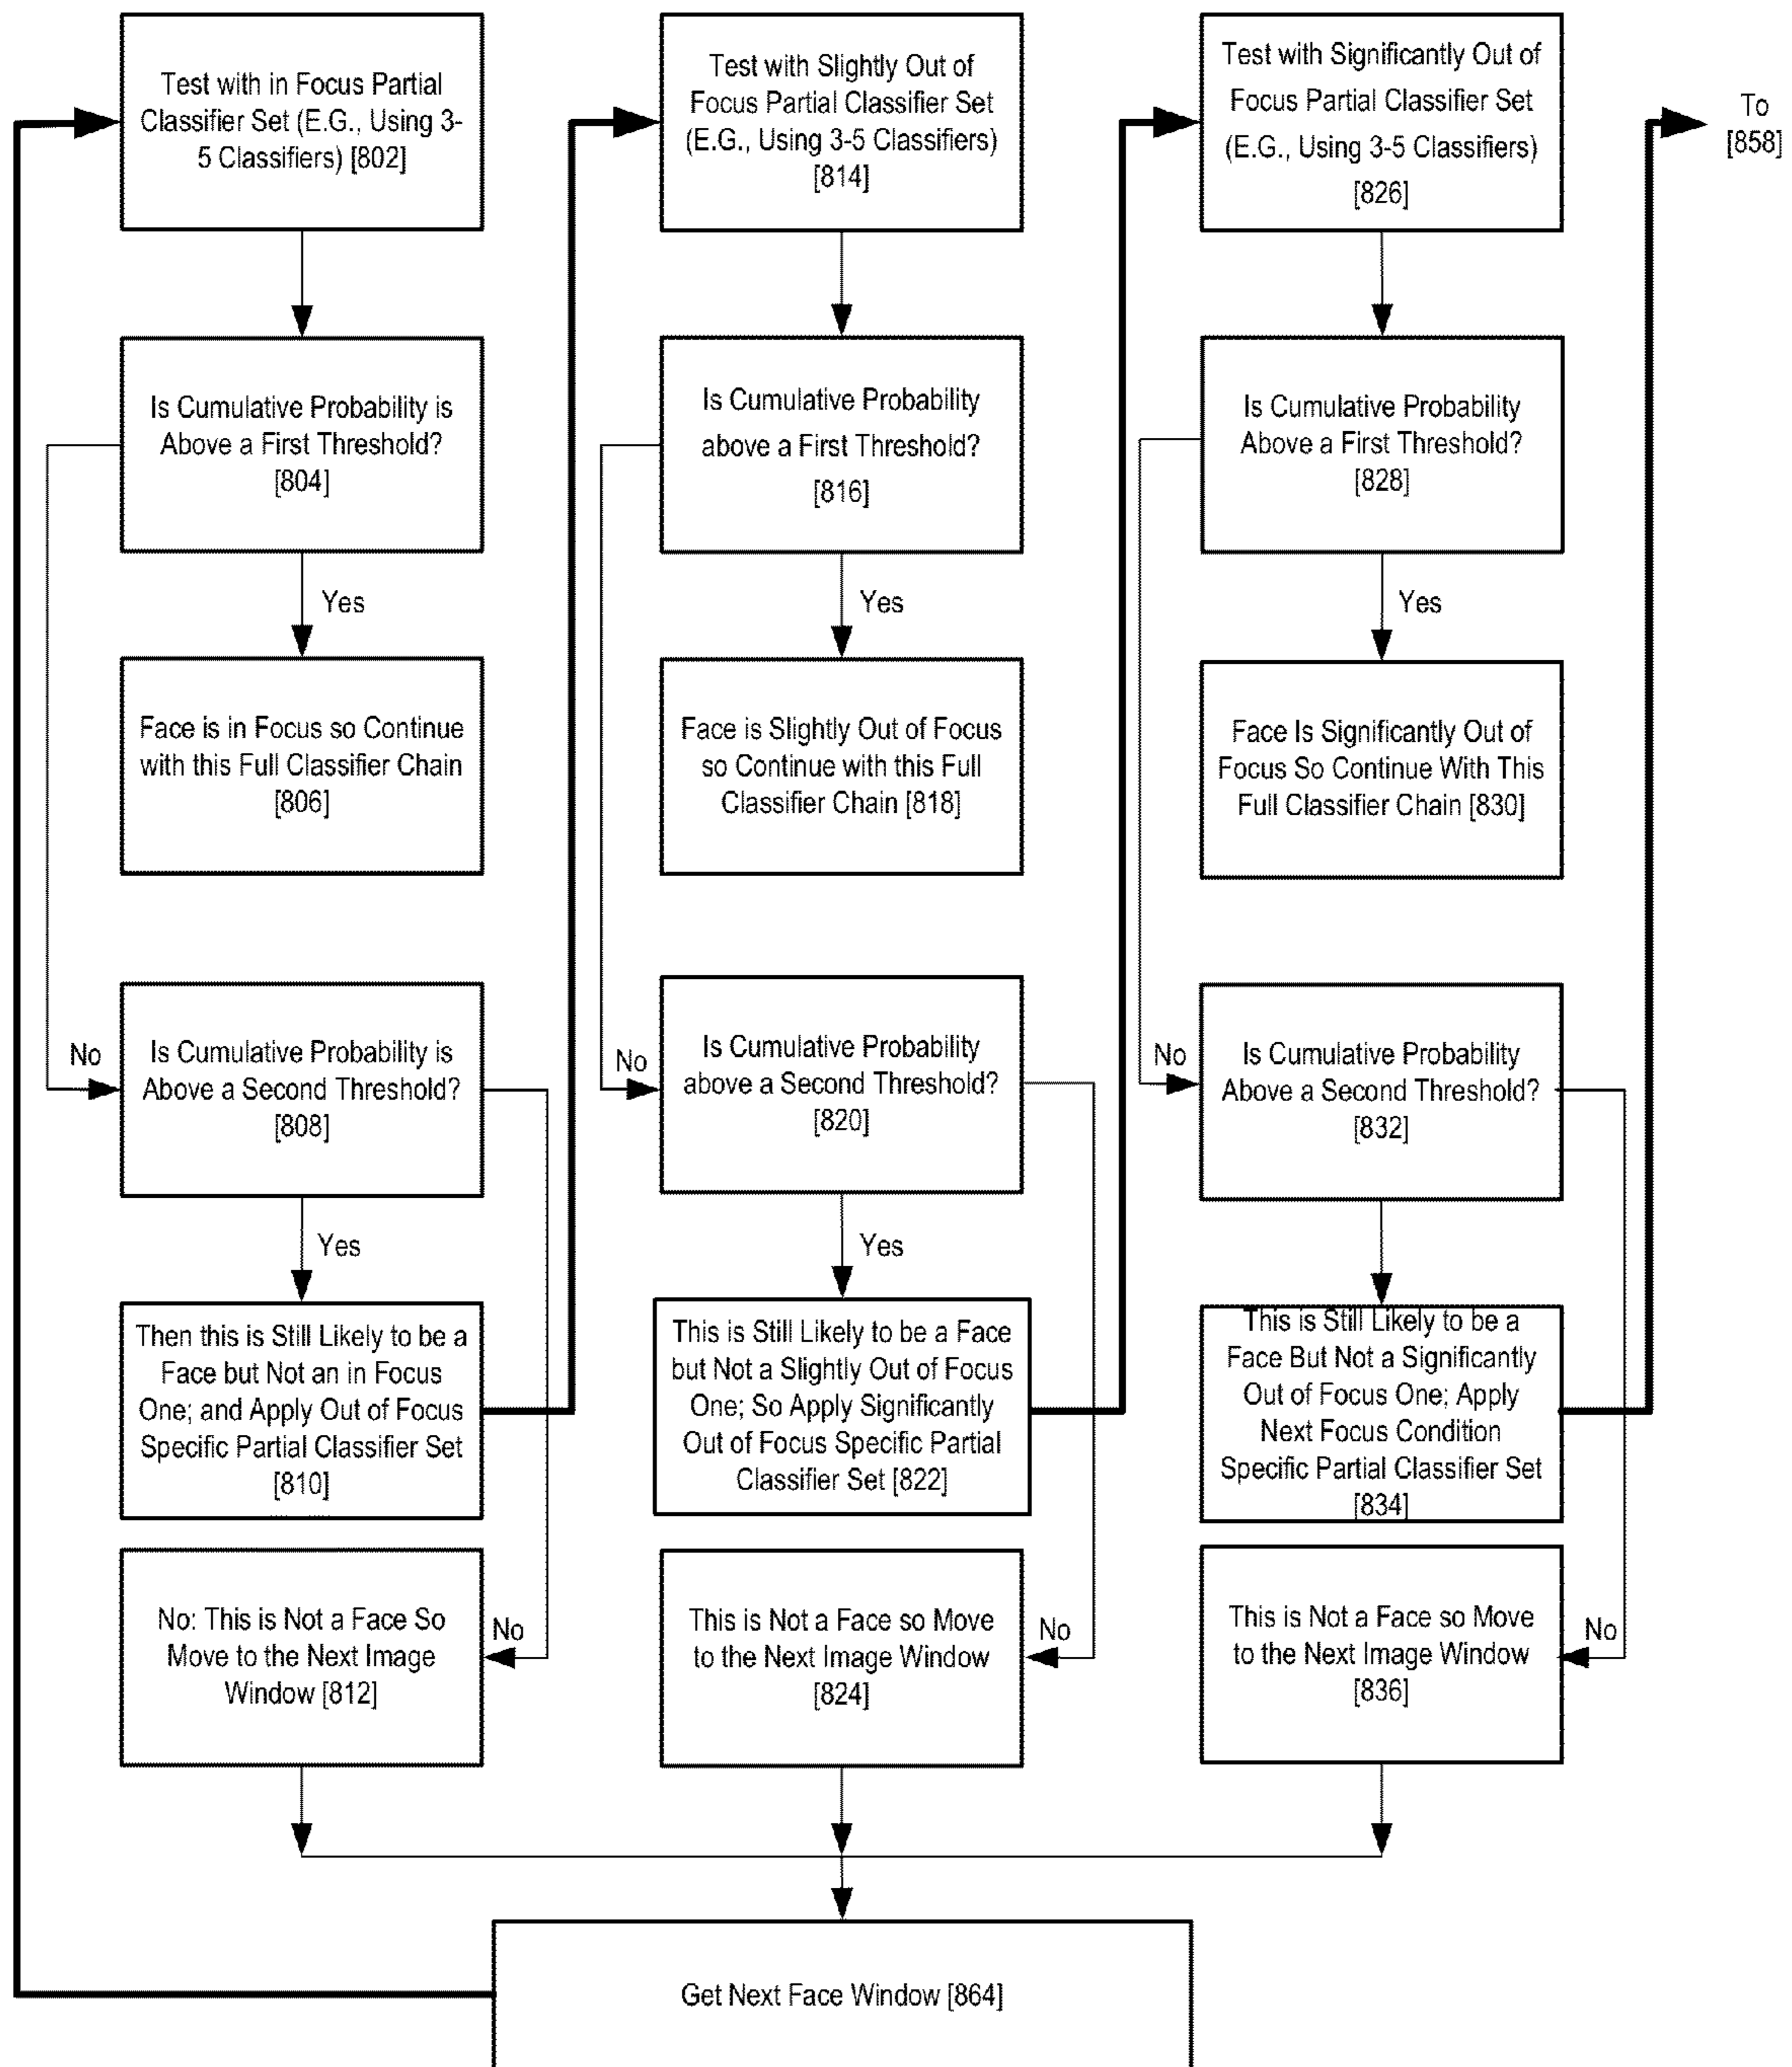 Test with in Focus Partial
Classifier Set (E.G., Using 3-
5 Classifiers) [802]
Is Cumulative Probability is
Above a First Threshold?
[804]
Yes
Face is in Focus so Continue
with this Full Classifier Chain
[806]
No
Is Cumulative Probability is
Above a Second Threshold?
[808]
Yes
Then this is Still Likely to be a
Face but Not an in Focus
One; and Apply Out of Focus
Specific Partial Classifier Set
[810]
No: This is Not a Face So
Move to the Next Image
Window [812]
No
Test with Slightly Out of
Focus Partial Classifier Set
(E.G., Using 3-5 Classifiers)
[814]
Is Cumulative Probability
above a First Threshold?
[816]
Yes
Face is Slightly Out of Focus
so Continue with this Full
Classifier Chain [818]
No
Is Cumulative Probability
above a Second Threshold?
[820]
Yes
This is Still Likely to be a Face
but Not a Slightly Out of Focus
One; So Apply Significantly
Out of Focus Specific Partial
Classifier Set [822]
This is Not a Face so Move
to the Next Image Window
[824]
No
Test with Significantly Out of
Focus Partial Classifier Set
(E.G., Using 3-5 Classifiers)
[826]
Is Cumulative Probability
Above a First Threshold?
[828]
Yes
Face Is Significantly Out of
Focus So Continue With This
Full Classifier Chain [830]
No
Is Cumulative Probability
Above a Second Threshold?
[832]
This is Still Likely to be a
Face But Not a Significantly
Out of Focus One; Apply
Next Focus Condition
Specific Partial Classifier Set
[834]
This is Not a Face so Move
to the Next Image Window
[836]
No
To
[858]
Get Next Face Window [864]